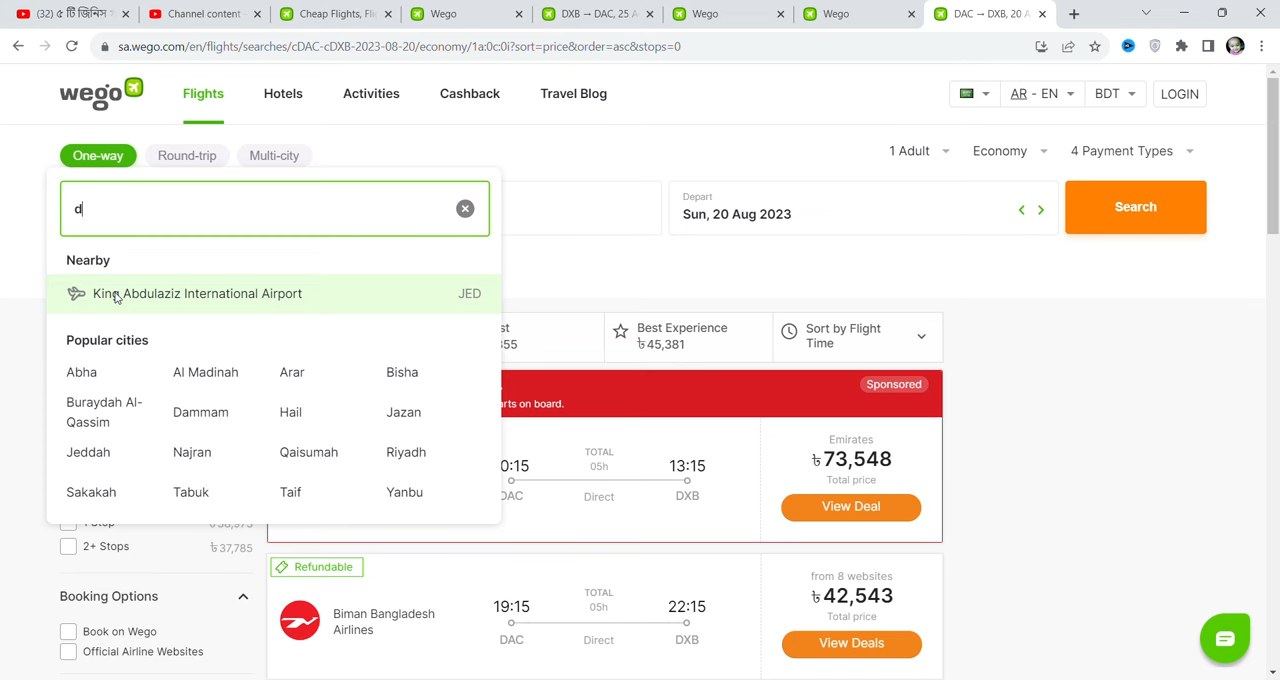 (32) ৫ টি জিনিস
Channel content
Cheap Flights, Fli
Wego
DXB → DAC, 25 A
Wego
Wego
DAC → DXB, 20 A
sa.wego.com/en/flights/searches/cDAC-cDXB-2023-08-20/economy/1a:0c:0i?sort=price&order=asc&stops=0
wego
Flights
Hotels
Activities
Cashback
Travel Blog
AR - EN
BDT
LOGIN
One-way
Round-trip
Multi-city
1 Adult
Economy
4 Payment Types
d
Depart
Sun, 20 Aug 2023
Search
Nearby
King Abdulaziz International Airport JED
Popular cities
Abha Al Madinah Arar Bisha
Buraydah Al-
Qassim
Dammam Hail Jazan
Jeddah Najran Qaisumah Riyadh
Sakakah Tabuk Taif Yanbu
st
355
Best Experience
৳45,381
Sort by Flight
Time
Sponsored
arts on board.
0:15
DAC
TOTAL
05h
Direct
13:15
DXB
Emirates
৳73,548
Total price
View Deal
৳37,785
2+ Stops
Booking Options
Book on Wego
Official Airline Websites
Refundable
Biman Bangladesh
Airlines
19:15
DAC
TOTAL
05h
Direct
22:15
DXB
from 8 websites
৳42,543
Total price
View Deals